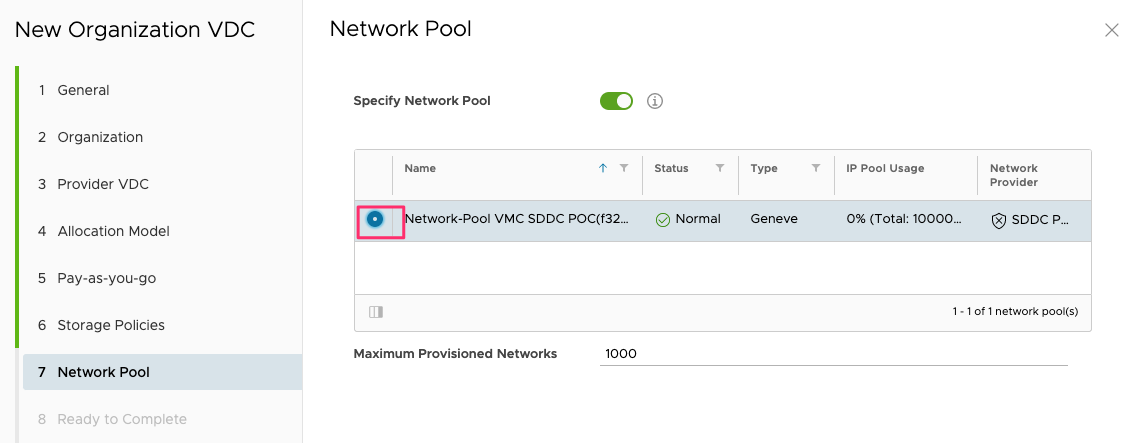 New Organization VDC
1 General
2 Organization
3 Provider VDC
4 Allocation Model
5 Pay-as-you-go
6 Storage Policies
7 Network Pool
8 Ready to Complete
Network Pool
Specify Network Pool
Name Status Type IP Pool Usage Network
Provider
Network-Pool VMC SDDC POC(f32... Normal Geneve 0% (Total: 10000... SDDC P...
1 - 1 of 1 network pool(s)
Maximum Provisioned Networks 1000